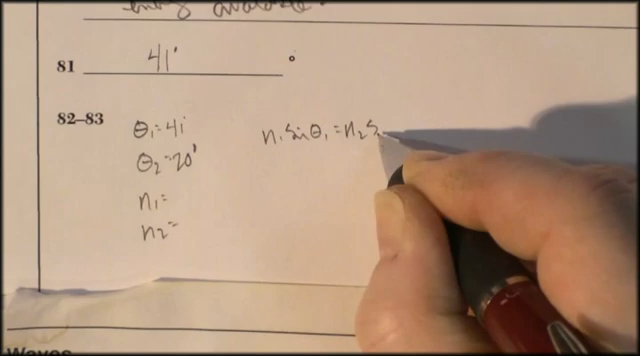 81 41° °
82–83
θ₁=41 n₁ sin θ₁ = n₂ s
θ₂=20°
n₁=
n₂=
Waves